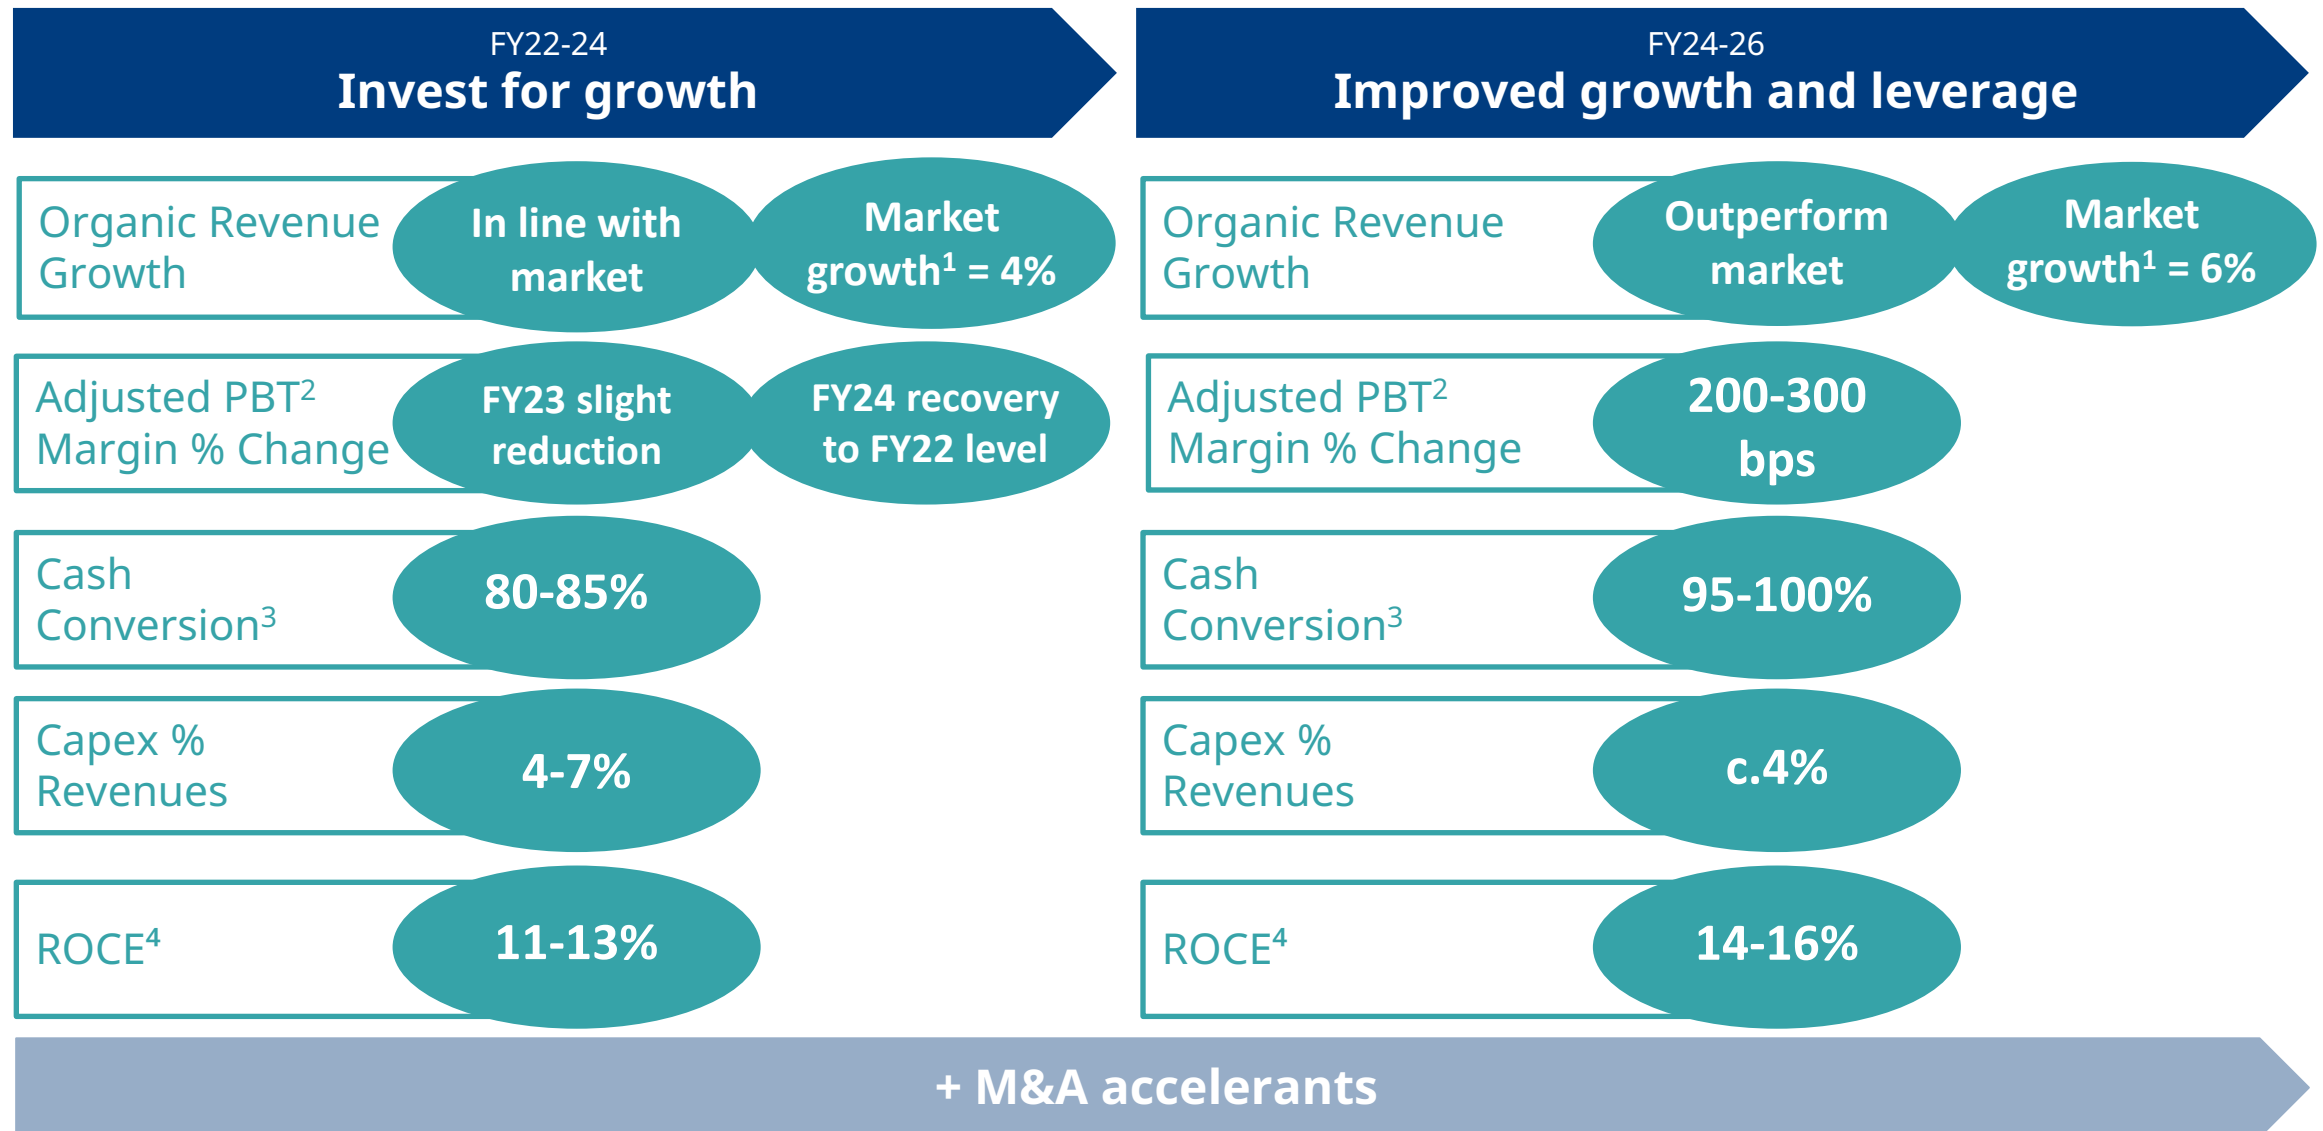 FY22-24
Invest for growth
Organic Revenue
Growth
In line with
market
Market
growth¹ = 4%
Adjusted PBT²
Margin % Change
FY23 slight
reduction
FY24 recovery
to FY22 level
Cash
Conversion³
80-85%
Capex %
Revenues
4-7%
ROCE⁴
11-13%
FY24-26
Improved growth and leverage
Organic Revenue
Growth
Outperform
market
Market
growth¹ = 6%
Adjusted PBT²
Margin % Change
200-300
bps
Cash
Conversion³
95-100%
Capex %
Revenues
c.4%
ROCE⁴
14-16%
+ M&A accelerants